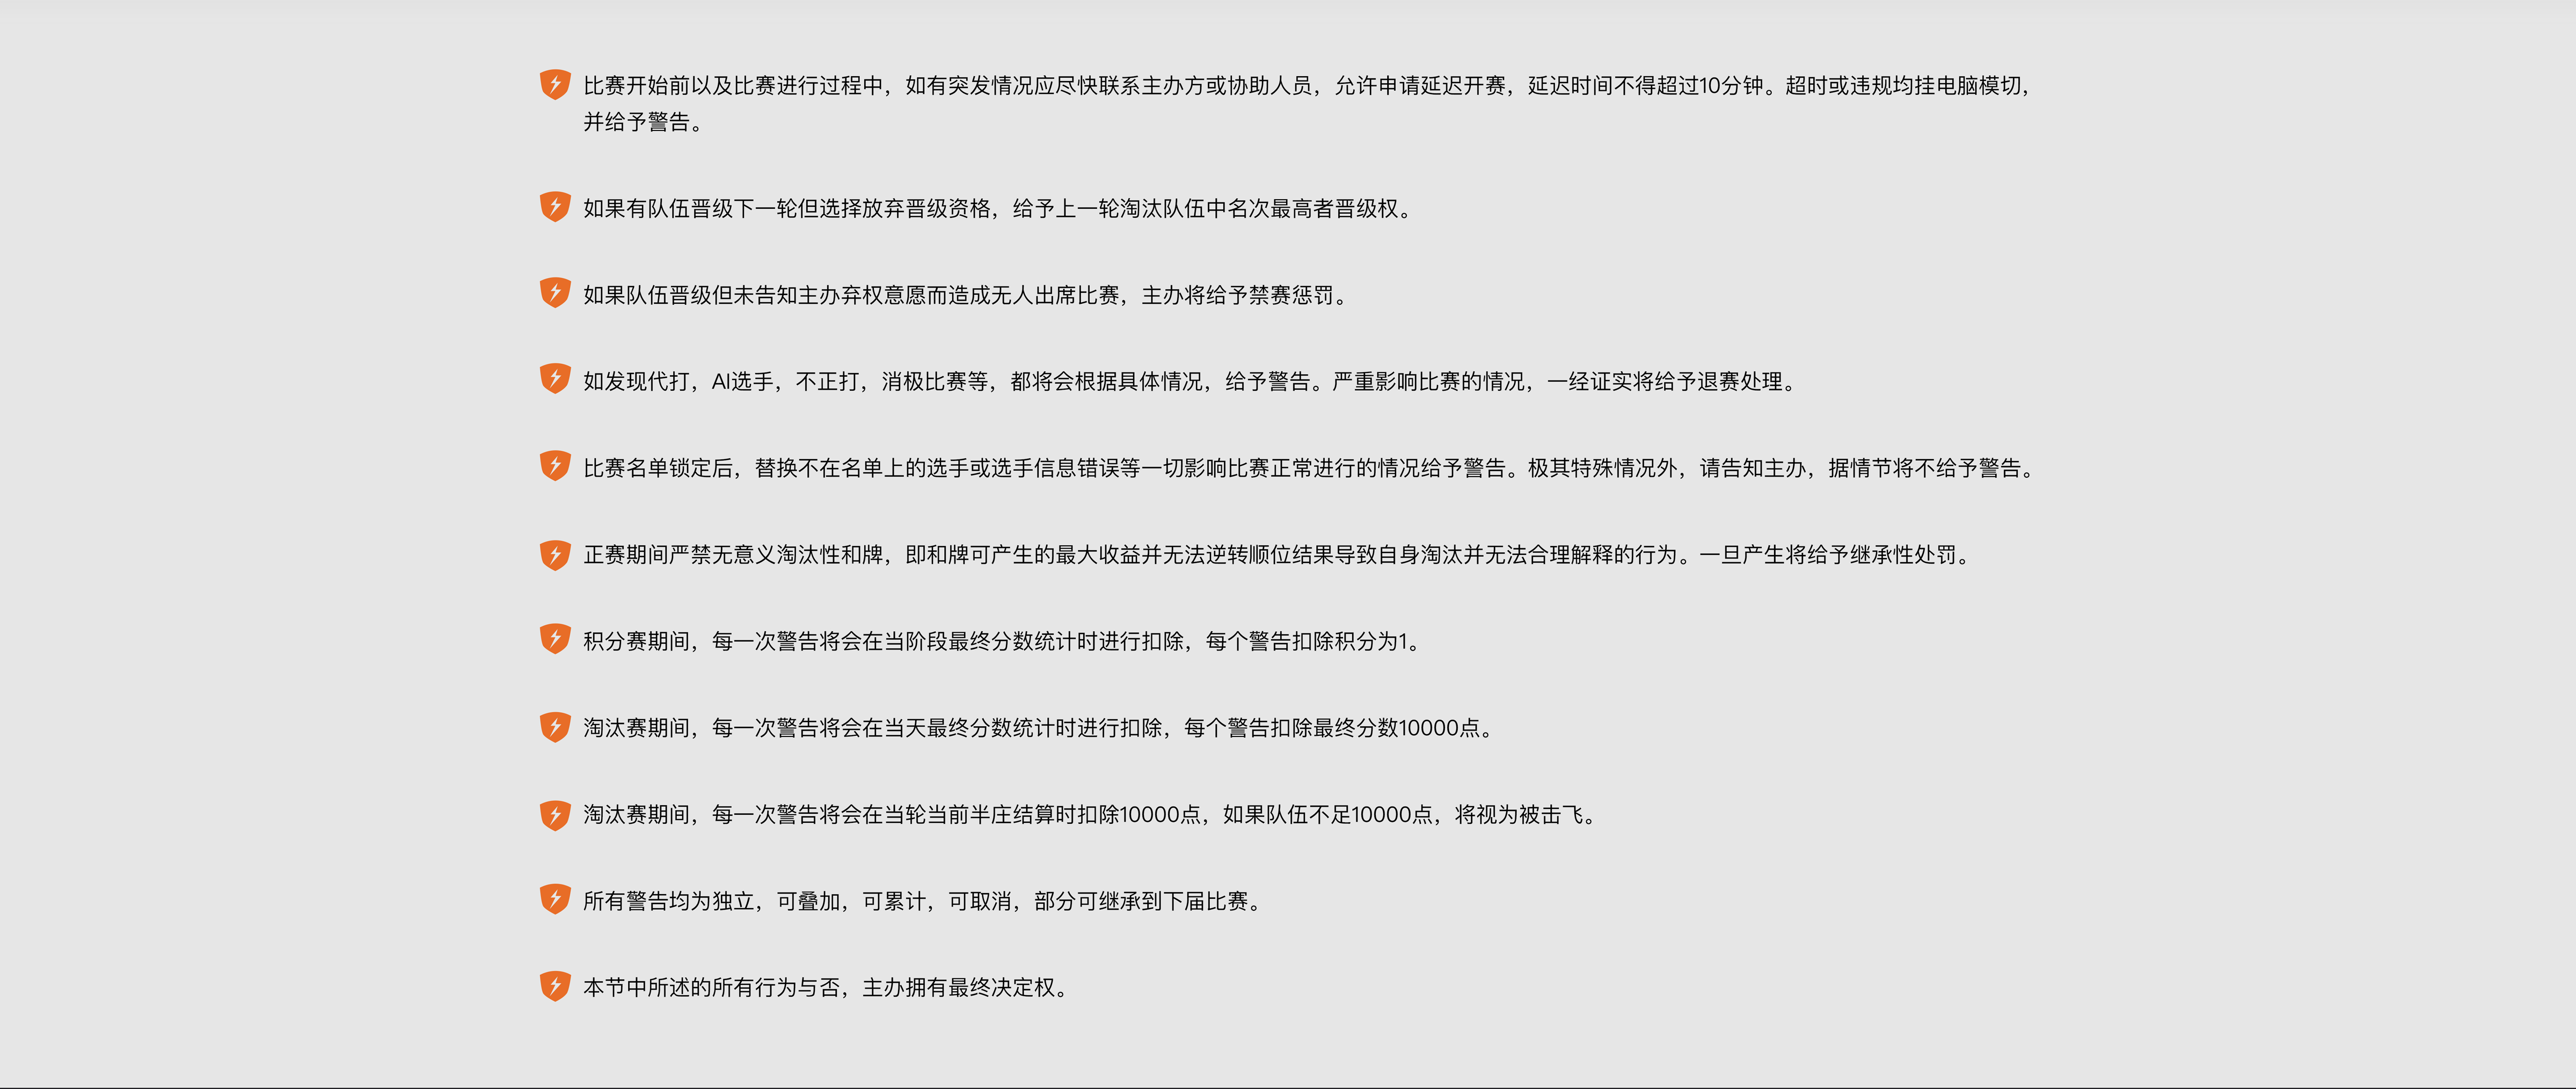 比赛开始前以及比赛进行过程中，如有突发情况应尽快联系主办方或协助人员，允许申请延迟开赛，延迟时间不得超过10分钟。超时或违规均挂电脑模切，
并给予警告。
如果有队伍晋级下一轮但选择放弃晋级资格，给予上一轮淘汰队伍中名次最高者晋级权。
如果队伍晋级但未告知主办弃权意愿而造成无人出席比赛，主办将给予禁赛惩罚。
如发现代打，AI选手，不正打，消极比赛等，都将会根据具体情况，给予警告。严重影响比赛的情况，一经证实将给予退赛处理。
比赛名单锁定后，替换不在名单上的选手或选手信息错误等一切影响比赛正常进行的情况给予警告。极其特殊情况外，请告知主办，据情节将不给予警告。
正赛期间严禁无意义淘汰性和牌，即和牌可产生的最大收益并无法逆转顺位结果导致自身淘汰并无法合理解释的行为。一旦产生将给予继承性处罚。
积分赛期间，每一次警告将会在当阶段最终分数统计时进行扣除，每个警告扣除积分为1。
淘汰赛期间，每一次警告将会在当天最终分数统计时进行扣除，每个警告扣除最终分数10000点。
淘汰赛期间，每一次警告将会在当轮当前半庄结算时扣除10000点，如果队伍不足10000点，将视为被击飞。
所有警告均为独立，可叠加，可累计，可取消，部分可继承到下届比赛。
本节中所述的所有行为与否，主办拥有最终决定权。